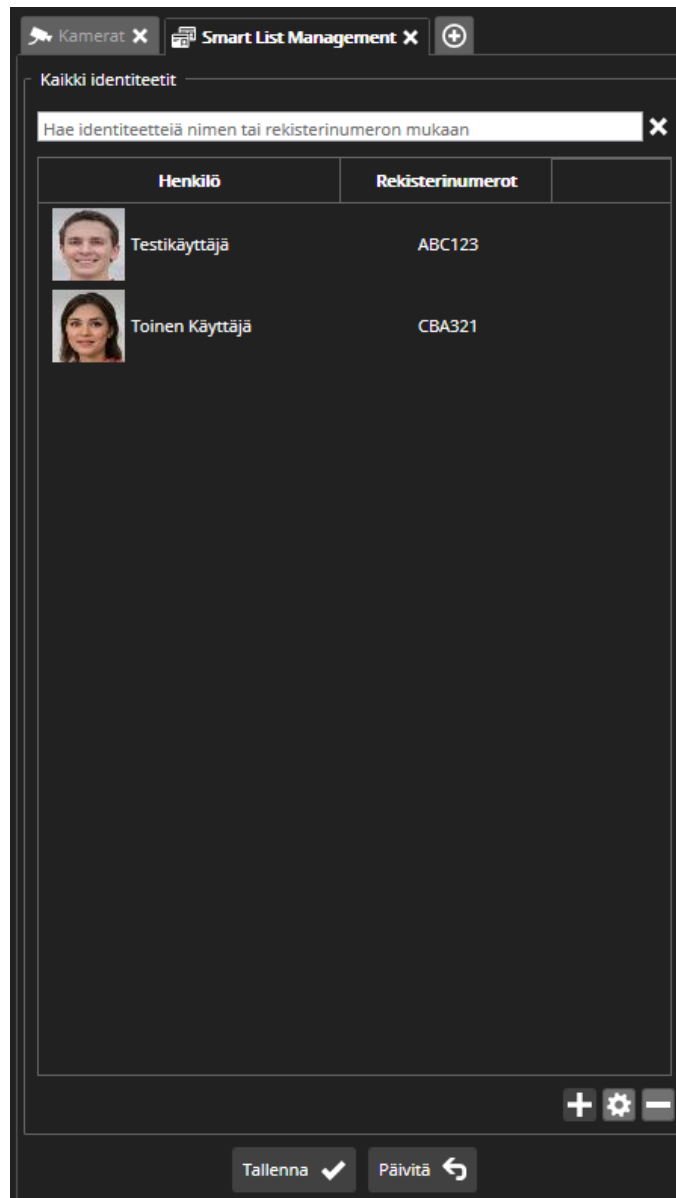 Kamerat
Smart List Management
Kaikki identiteetit
Hae identiteettejä nimen tai rekisterinumeron mukaan
Henkilö Rekisterinumerot
Testikäyttäjä ABC123
Toinen Käyttäjä CBA321
Tallenna Päivitä